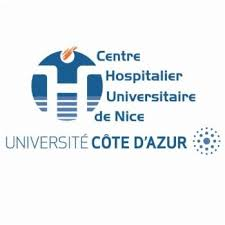 Centre
Hospitalier
Universitaire
de Nice
UNIVERSITÉ CÔTE D'AZUR